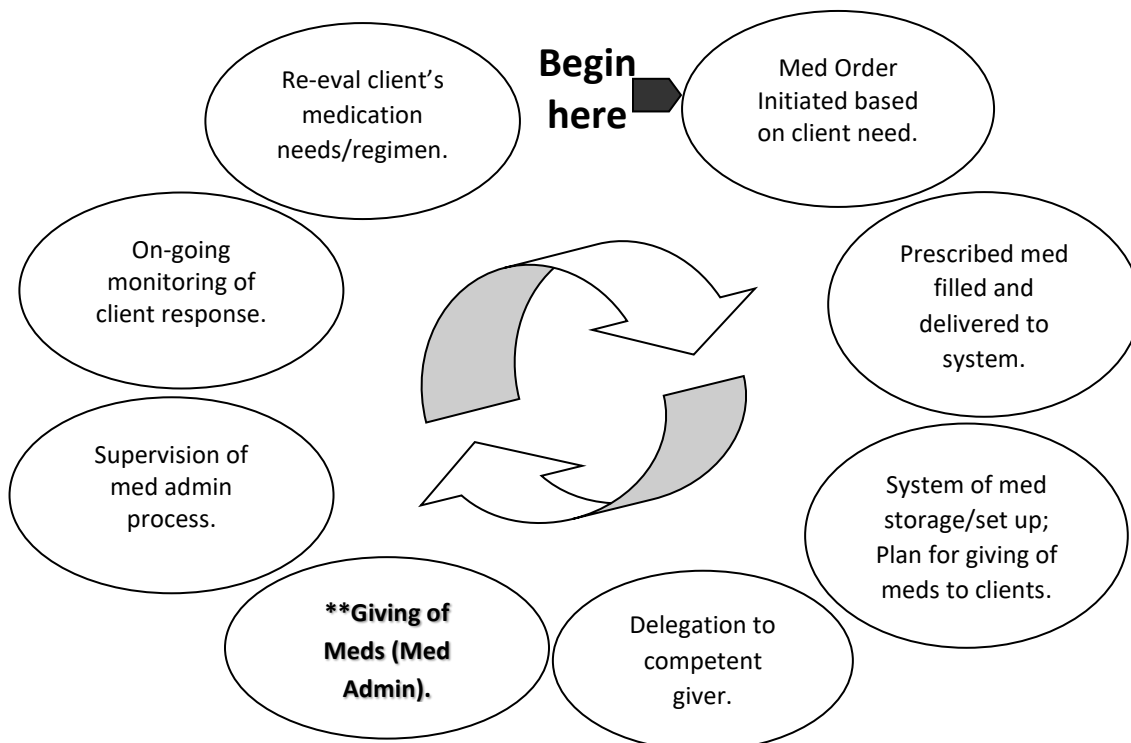 Begin
here
Med Order
Initiated based
on client need.
Prescribed med
filled and
delivered to
system.
System of med
storage/set up;
Plan for giving of
meds to clients.
Delegation to
competent
giver.
**Giving of
Meds (Med
Admin).
Supervision of
med admin
process.
On-going
monitoring of
client response.
Re-eval client’s
medication
needs/regimen.